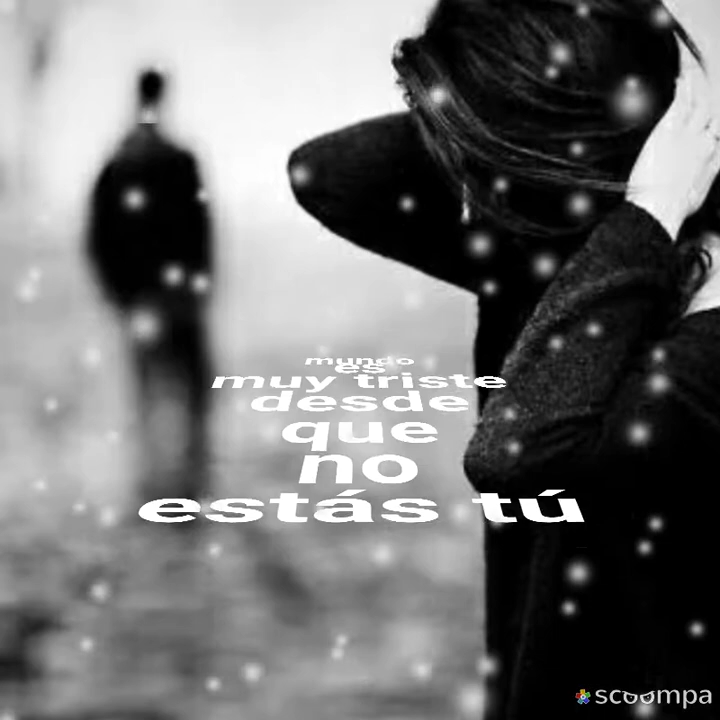 mundo
es
muy triste
desde
que
no
estás tú
scoompa